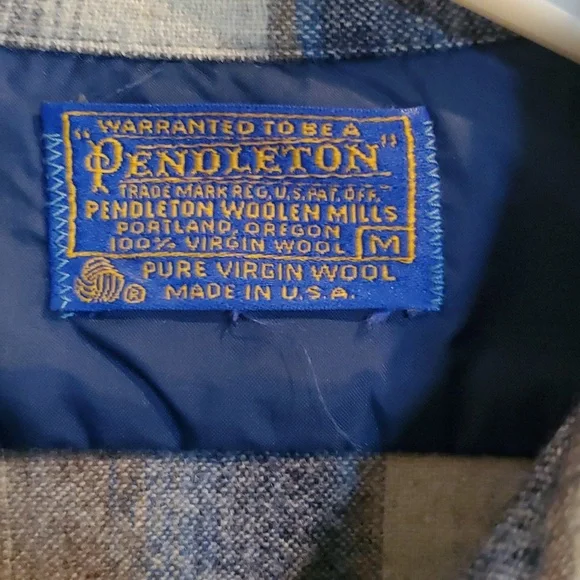 WARRANTED TO BE A
"PENDLETON"
TRADE MARK REG. U.S. PAT. OFF.
PENDLETON WOOLEN MILLS
PORTLAND, OREGON
100% VIRGIN WOOL M
PURE VIRGIN WOOL
® MADE IN U.S.A.